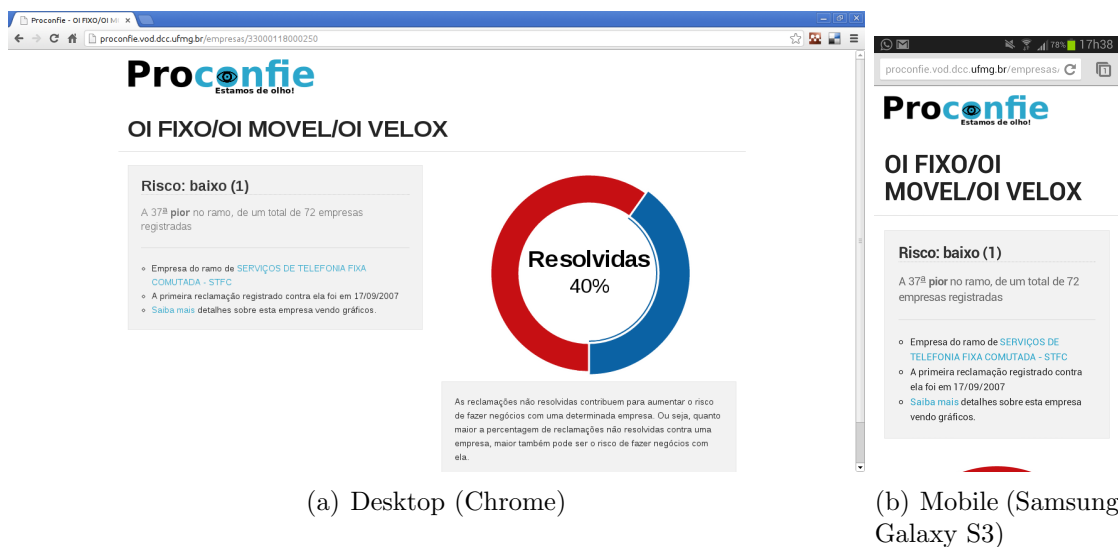 Proconfie - OI FIXO/OI M
proconfie.vod.dcc.ufmg.br/empresas/33000118000250
Proconfie
Estamos de olho!
OI FIXO/OI MOVEL/OI VELOX
Risco: baixo (1)
A 37ª pior no ramo, de um total de 72 empresas
registradas
Empresa do ramo de SERVIÇOS DE TELEFONIA FIXA
COMUTADA - STFC
A primeira reclamação registrado contra ela foi em 17/09/2007
Saiba mais detalhes sobre esta empresa vendo gráficos.
Resolvidas
40%
As reclamações não resolvidas contribuem para aumentar o risco
de fazer negócios com uma determinada empresa. Ou seja, quanto
maior a percentagem de reclamações não resolvidas contra uma
empresa, maior também pode ser o risco de fazer negócios com
ela.
(a) Desktop (Chrome)
78% 17h38
proconfie.vod.dcc.ufmg.br/empresas/
1
Proconfie
Estamos de olho!
OI FIXO/OI
MOVEL/OI VELOX
Risco: baixo (1)
A 37ª pior no ramo, de um total de 72
empresas registradas
Empresa do ramo de SERVIÇOS DE
TELEFONIA FIXA COMUTADA - STFC
A primeira reclamação registrado contra
ela foi em 17/09/2007
Saiba mais detalhes sobre esta empresa
vendo gráficos.
(b) Mobile (Samsung
Galaxy S3)